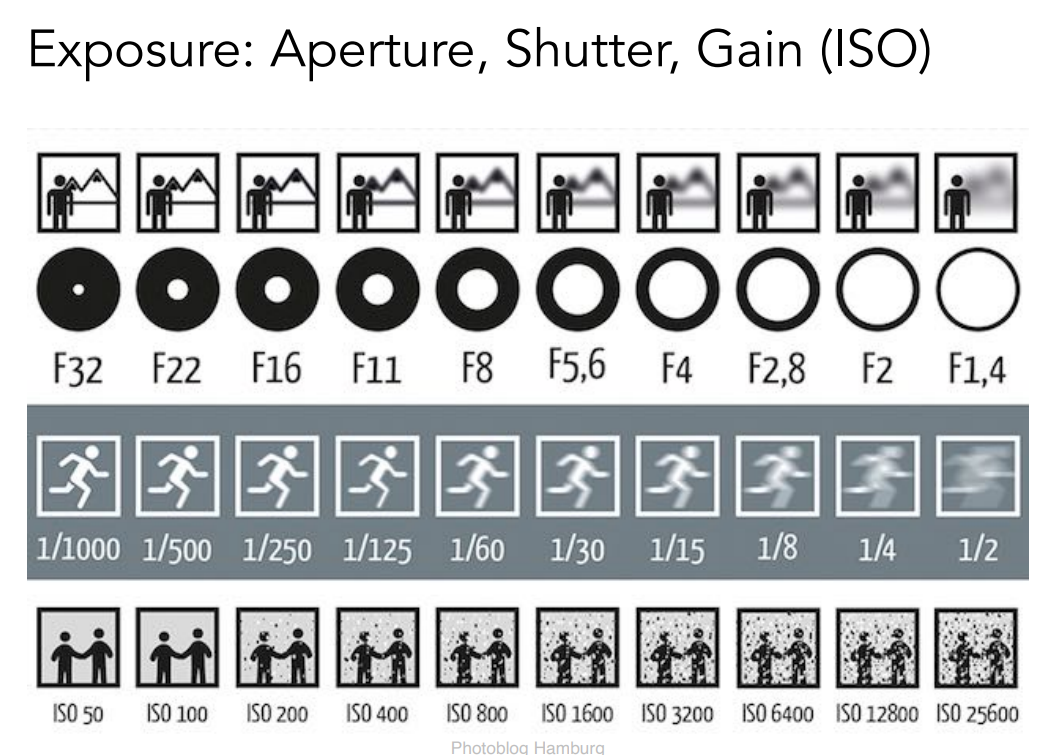 Exposure: Aperture, Shutter, Gain (ISO)
F32 F22 F16 F11 F8 F5,6 F4 F2,8 F2 F1,4
1/1000 1/500 1/250 1/125 1/60 1/30 1/15 1/8 1/4 1/2
ISO 50 ISO 100 ISO 200 ISO 400 ISO 800 ISO 1600 ISO 3200 ISO 6400 ISO 12800 ISO 25600
Photoblog Hamburg